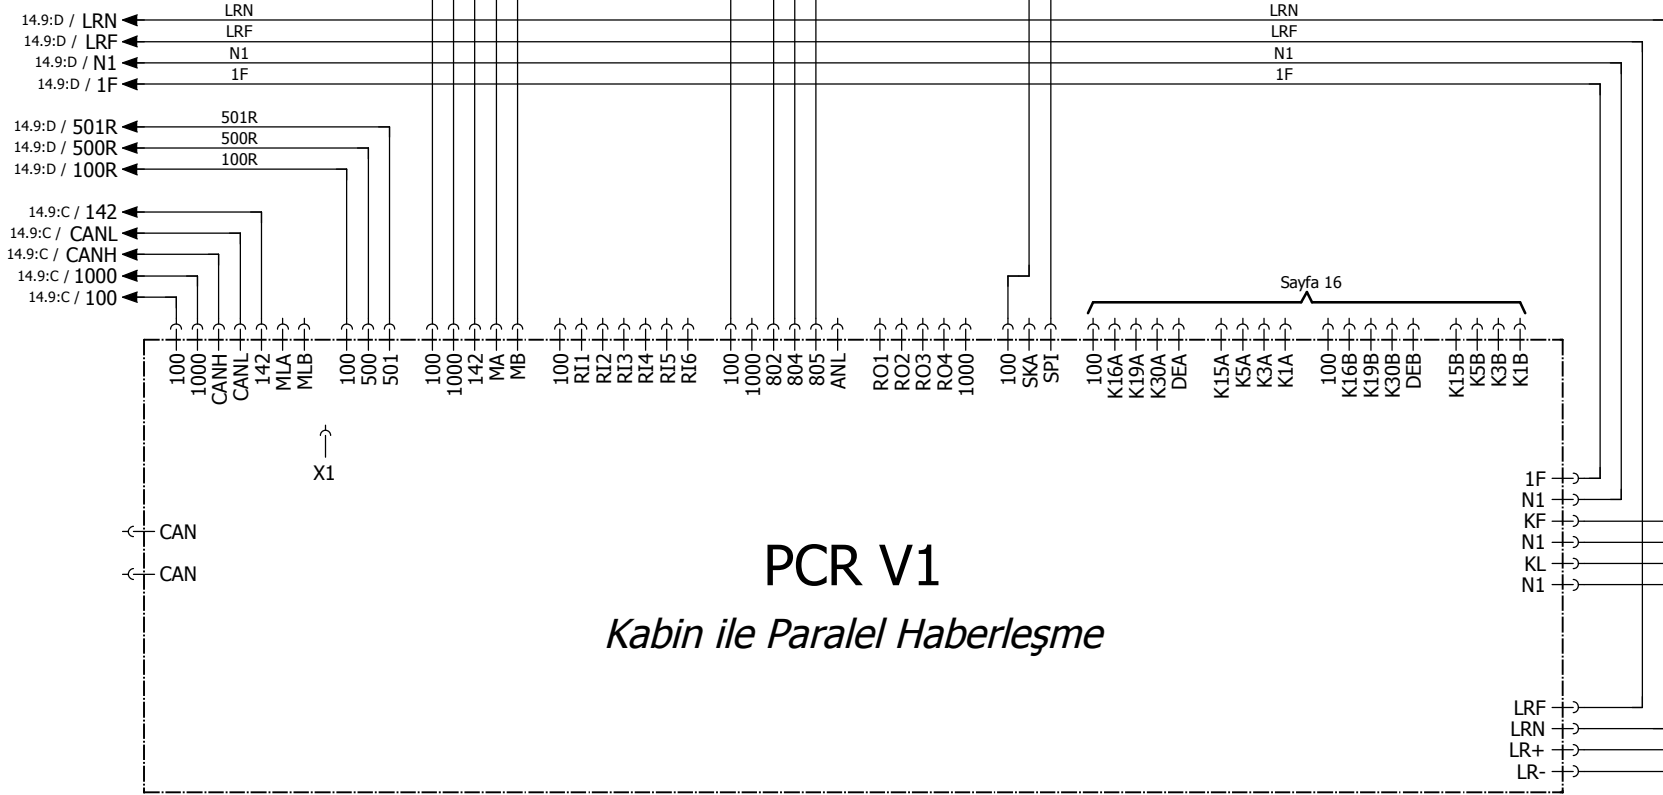 14.9:D / LRN LRN LRN
14.9:D / LRF LRF LRF
14.9:D / N1 N1 N1
14.9:D / 1F 1F 1F
14.9:D / 501R 501R
14.9:D / 500R 500R
14.9:D / 100R 100R
14.9:C / 142
14.9:C / CANL
14.9:C / CANH
14.9:C / 1000
14.9:C / 100
Sayfa 16
100 1000 CANH CANL 142 MLA MLB 100 500 501 100 1000 142 MA MB 100 RI1 RI2 RI3 RI4 RI5 RI6 100 1000 802 804 805 ANL RO1 RO2 RO3 RO4 1000 100 SKA SPI 100 K16A K19A K30A DEA K15A K5A K3A K1A 100 K16B K19B K30B DEB K15B K5B K3B K1B
X1
1F
N1
KF
N1
KL
N1
CAN
CAN
PCR V1
Kabin ile Paralel Haberleşme
LRF
LRN
LR+
LR-